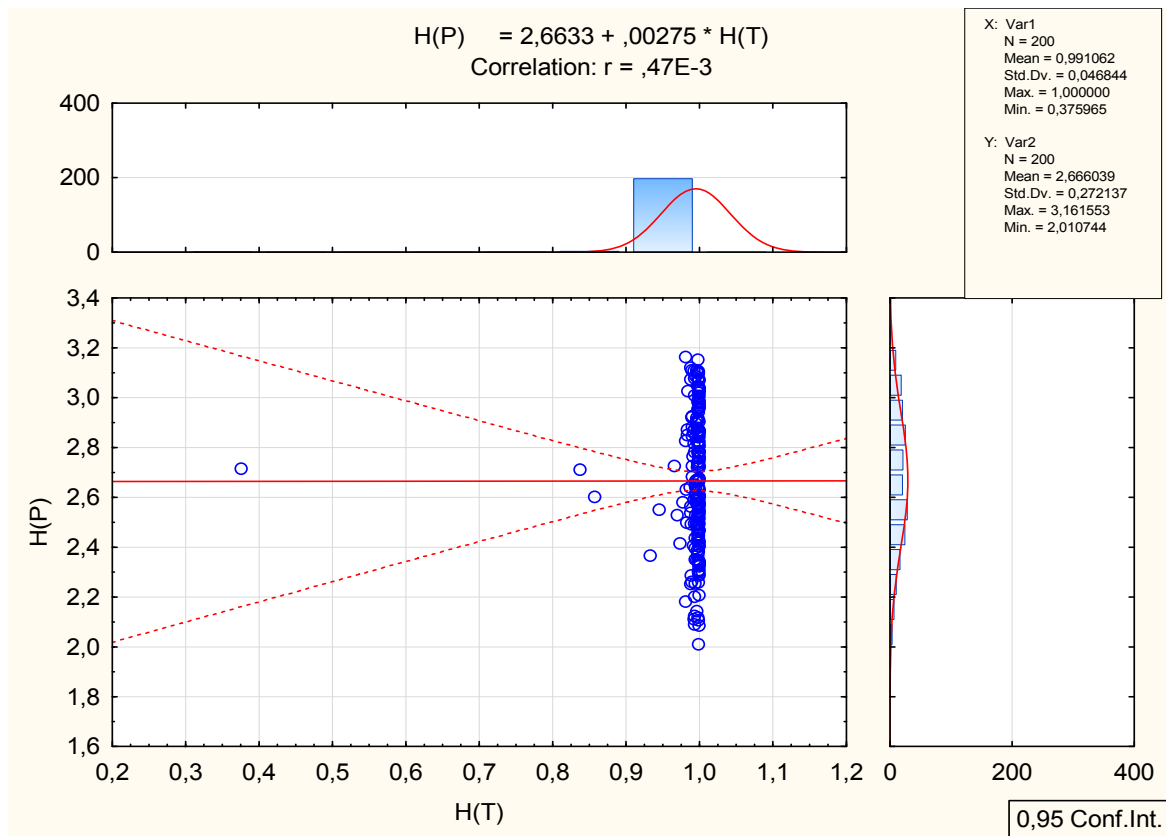 H(P) = 2,6633 + ,00275 * H(T)
Correlation: r = ,47E-3
X: Var1
N = 200
Mean = 0,991062
Std.Dv. = 0,046844
Max. = 1,000000
Min. = 0,375965
Y: Var2
N = 200
Mean = 2,666039
Std.Dv. = 0,272137
Max. = 3,161553
Min. = 2,010744
400
200
0
3,4
3,2
3,0
2,8
2,6
2,4
2,2
2,0
1,8
1,6
H(P)
0,2 0,3 0,4 0,5 0,6 0,7 0,8 0,9 1,0 1,1 1,2
H(T)
0 200 400
0,95 Conf.Int.